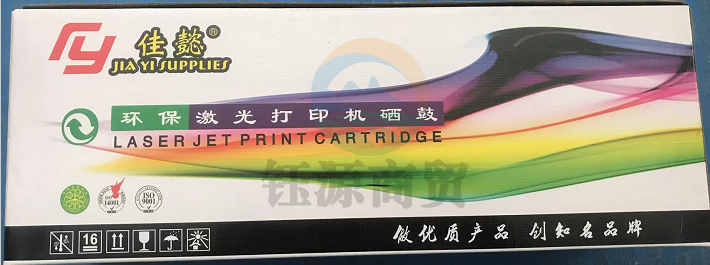 佳懿®
JIA YI SUPPLIES
环保激光打印机硒鼓
LASER JET PRINT CARTRIDGE
钰源商贸
ISO 14001
ISO 9001
16
做优质产品 创知名品牌